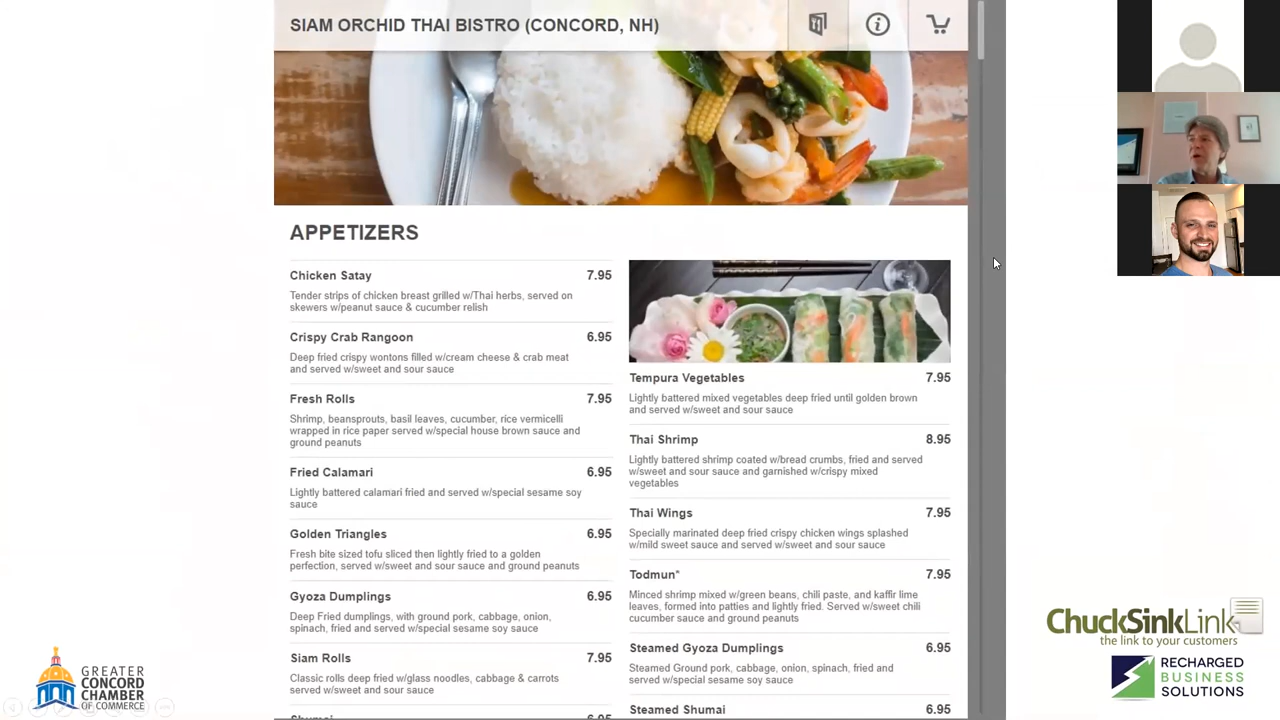 SIAM ORCHID THAI BISTRO (CONCORD, NH)
APPETIZERS
Chicken Satay 7.95
Tender strips of chicken breast grilled w/Thai herbs, served on
skewers w/peanut sauce & cucumber relish
Crispy Crab Rangoon 6.95
Deep fried crispy wontons filled w/cream cheese & crab meat
and served w/sweet and sour sauce
Fresh Rolls 7.95
Shrimp, beansprouts, basil leaves, cucumber, rice vermicelli
wrapped in rice paper served w/special house brown sauce and
ground peanuts
Fried Calamari 6.95
Lightly battered calamari fried and served w/special sesame soy
sauce
Golden Triangles 6.95
Fresh bite sized tofu sliced then lightly fried to a golden
perfection, served w/sweet and sour sauce and ground peanuts
Gyoza Dumplings 6.95
Deep Fried dumplings, with ground pork, cabbage, onion,
spinach, fried and served w/special sesame soy sauce
Siam Rolls 7.95
Classic rolls deep fried w/glass noodles, cabbage & carrots
served w/sweet and sour sauce
Shumai 6.95
Tempura Vegetables 7.95
Lightly battered mixed vegetables deep fried until golden brown
and served w/sweet and sour sauce
Thai Shrimp 8.95
Lightly battered shrimp coated w/bread crumbs, fried and served
w/sweet and sour sauce and garnished w/crispy mixed
vegetables
Thai Wings 7.95
Specially marinated deep fried crispy chicken wings splashed
w/mild sweet sauce and served w/sweet and sour sauce
Todmun* 7.95
Minced shrimp mixed w/green beans, chili paste, and kaffir lime
leaves, formed into patties and lightly fried. Served w/sweet chili
cucumber sauce and ground peanuts
Steamed Gyoza Dumplings 6.95
Steamed Ground pork, cabbage, onion, spinach, fried and
served w/special sesame soy sauce
Steamed Shumai 6.95
GREATER
CONCORD
CHAMBER
OF COMMERCE
ChuckSinkLink
the link to your customers
RECHARGED
BUSINESS
SOLUTIONS